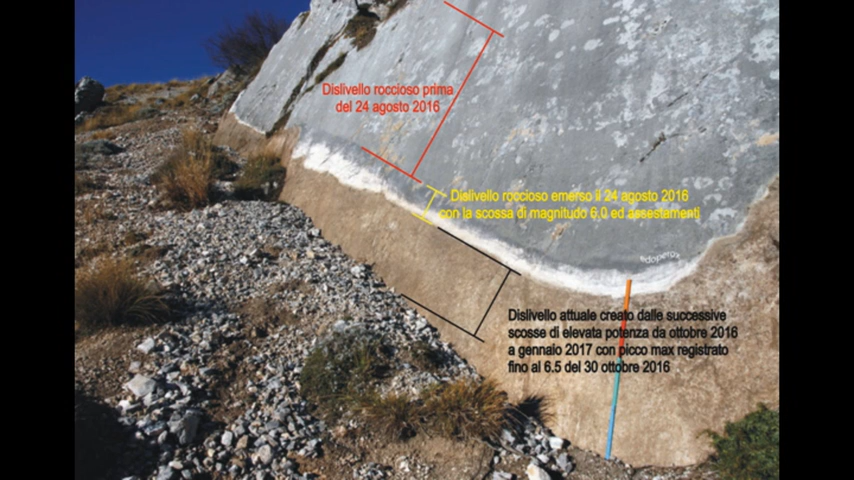 Dislivello roccioso prima
del 24 agosto 2016
Dislivello roccioso emerso il 24 agosto 2016
con la scossa di magnitudo 6.0 ed assestamenti
edoperax
Dislivello attuale creato dalle successive
scosse di elevata potenza da ottobre 2016
a gennaio 2017 con picco max registrato
fino al 6.5 del 30 ottobre 2016